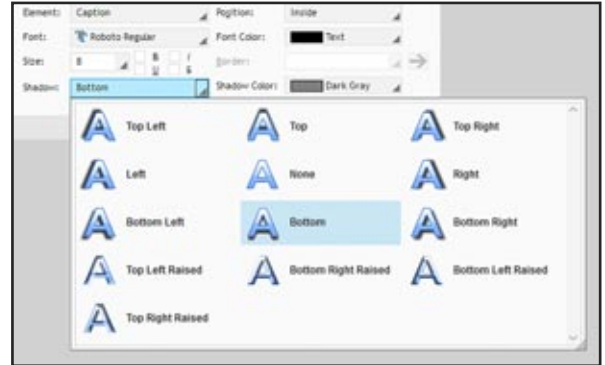 Element: Caption Position: Inside
Font: Roboto Regular Font Color: Text
Size: 8 B I U S Border:
Shadow: Bottom Shadow Color: Dark Gray
Top Left Top Top Right
Left None Right
Bottom Left Bottom Bottom Right
Top Left Raised Bottom Right Raised Bottom Left Raised
Top Right Raised